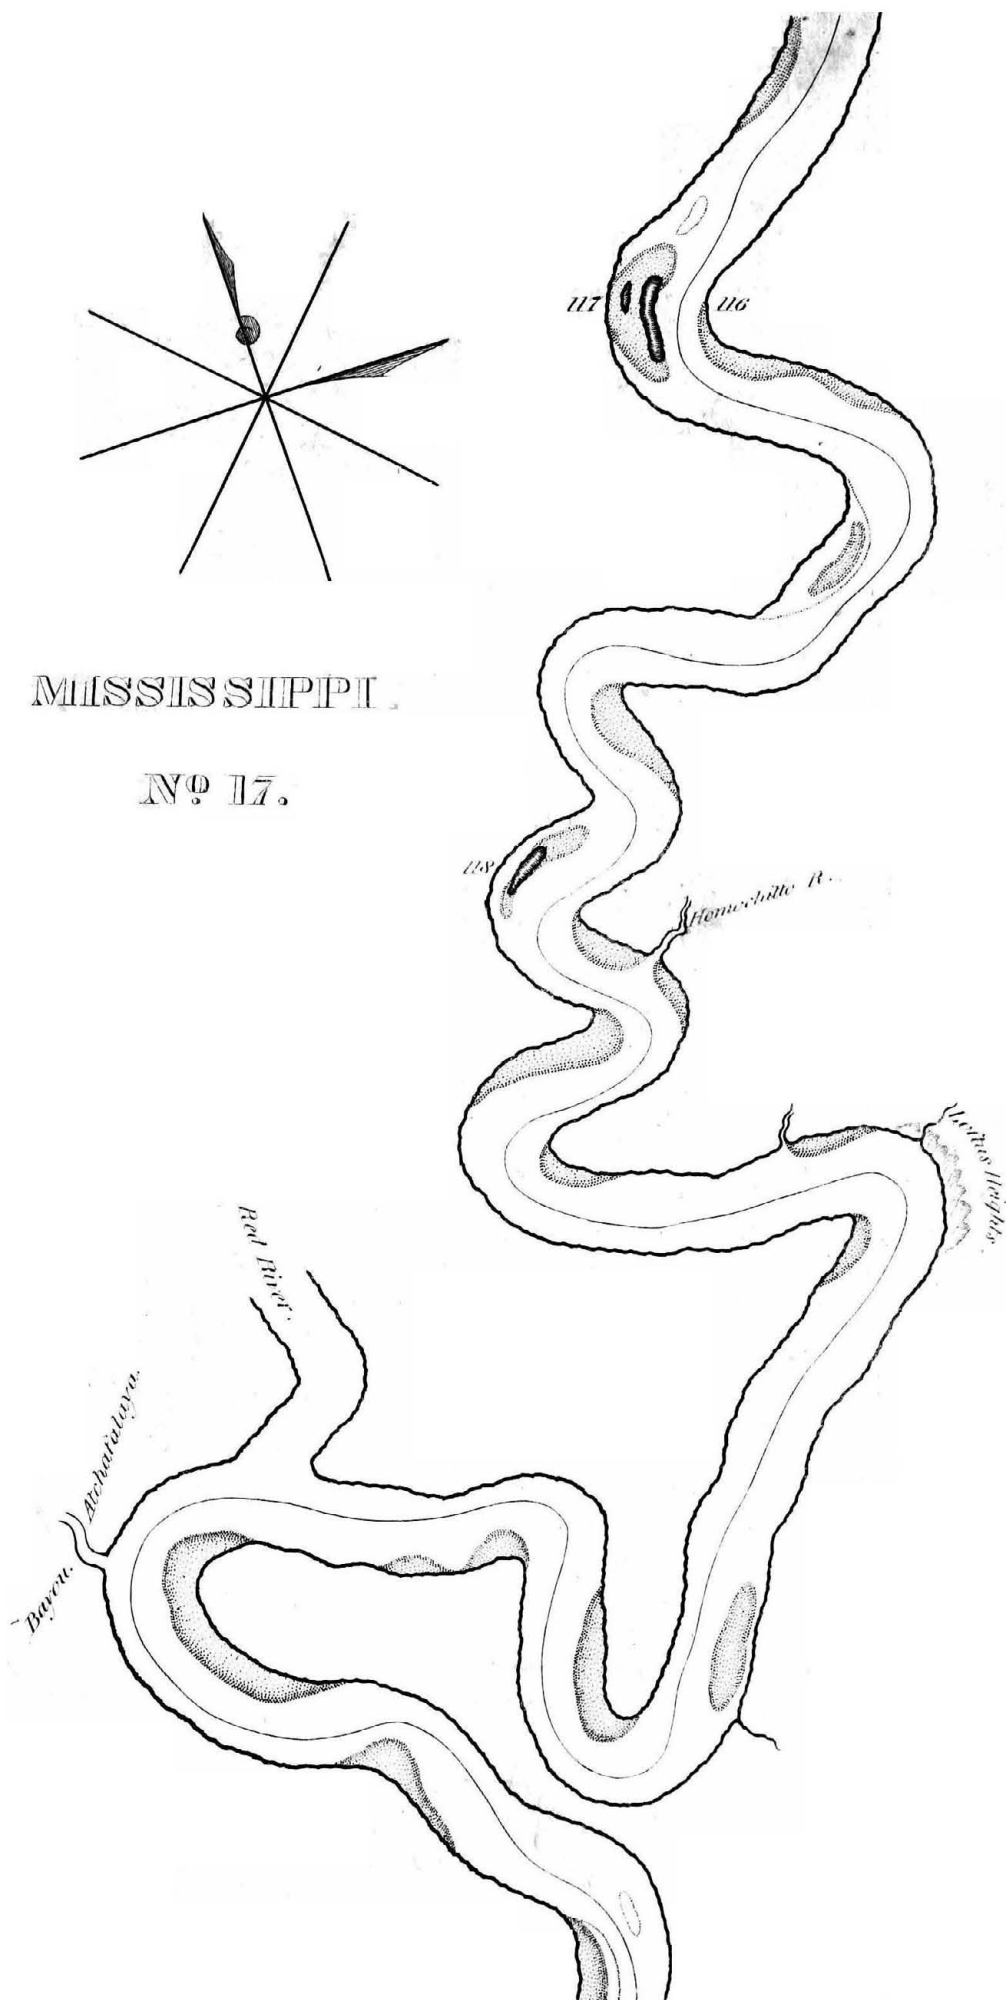 117
116
MISSISSIPPI.
No 17.
118
Homochitto R.
Loftus Heights.
Red River.
Bayou. Atchafalaya.